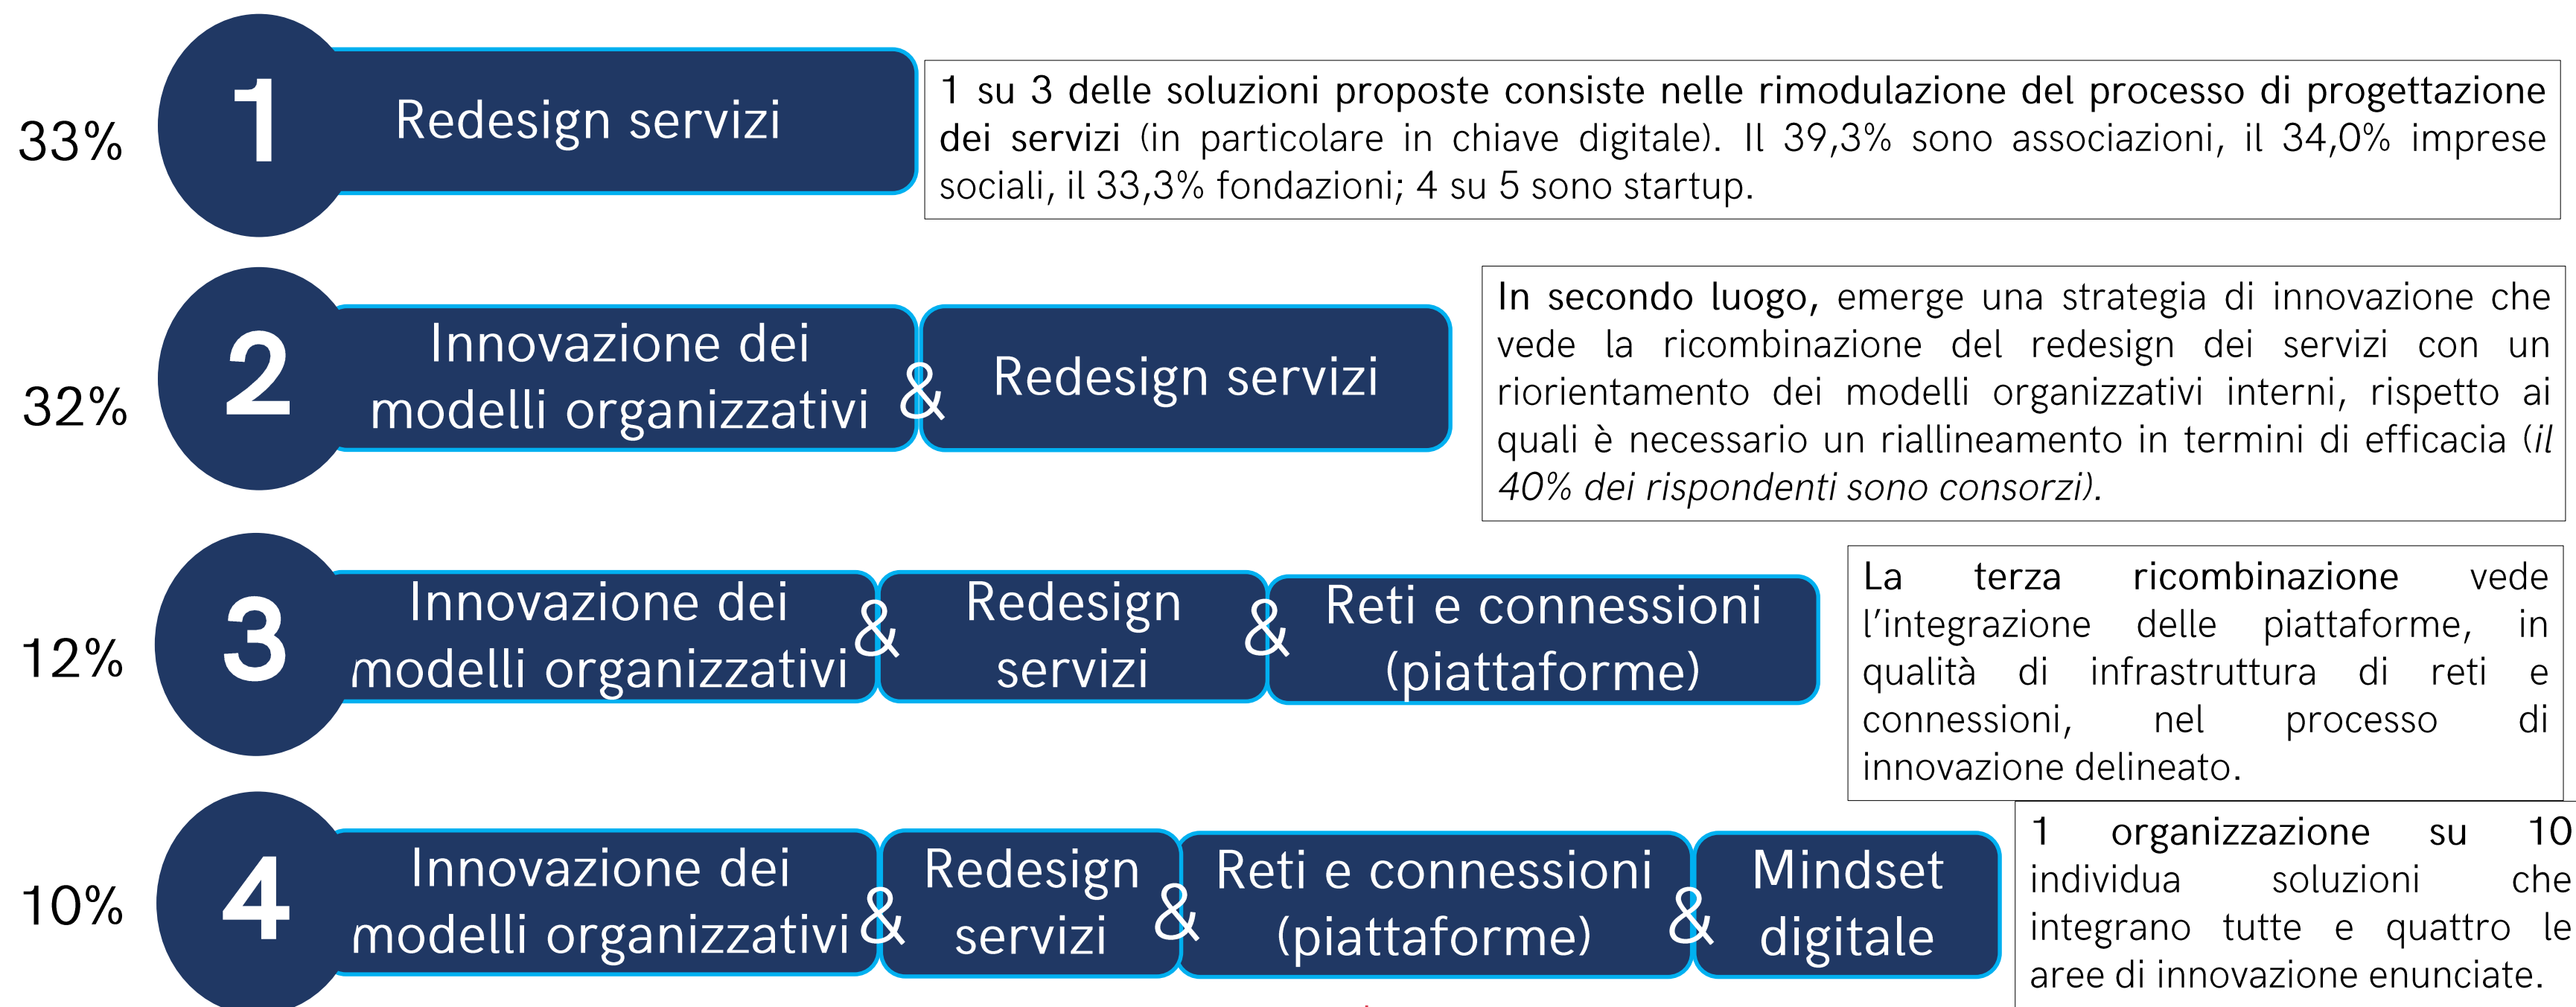 33%
1
Redesign servizi
1 su 3 delle soluzioni proposte consiste nelle rimodulazione del processo di progettazione
dei servizi (in particolare in chiave digitale). Il 39,3% sono associazioni, il 34,0% imprese
sociali, il 33,3% fondazioni; 4 su 5 sono startup.
32%
2
Innovazione dei
modelli organizzativi
&
Redesign servizi
In secondo luogo, emerge una strategia di innovazione che
vede la ricombinazione del redesign dei servizi con un
riorientamento dei modelli organizzativi interni, rispetto ai
quali è necessario un riallineamento in termini di efficacia (il
40% dei rispondenti sono consorzi).
12%
3
Innovazione dei
modelli organizzativi
&
Redesign
servizi
&
Reti e connessioni
(piattaforme)
La terza ricombinazione vede
l'integrazione delle piattaforme, in
qualità di infrastruttura di reti e
connessioni, nel processo di
innovazione delineato.
10%
4
Innovazione dei
modelli organizzativi
&
Redesign
servizi
&
Reti e connessioni
(piattaforme)
&
Mindset
digitale
1 organizzazione su 10
individua soluzioni che
integrano tutte e quattro le
aree di innovazione enunciate.